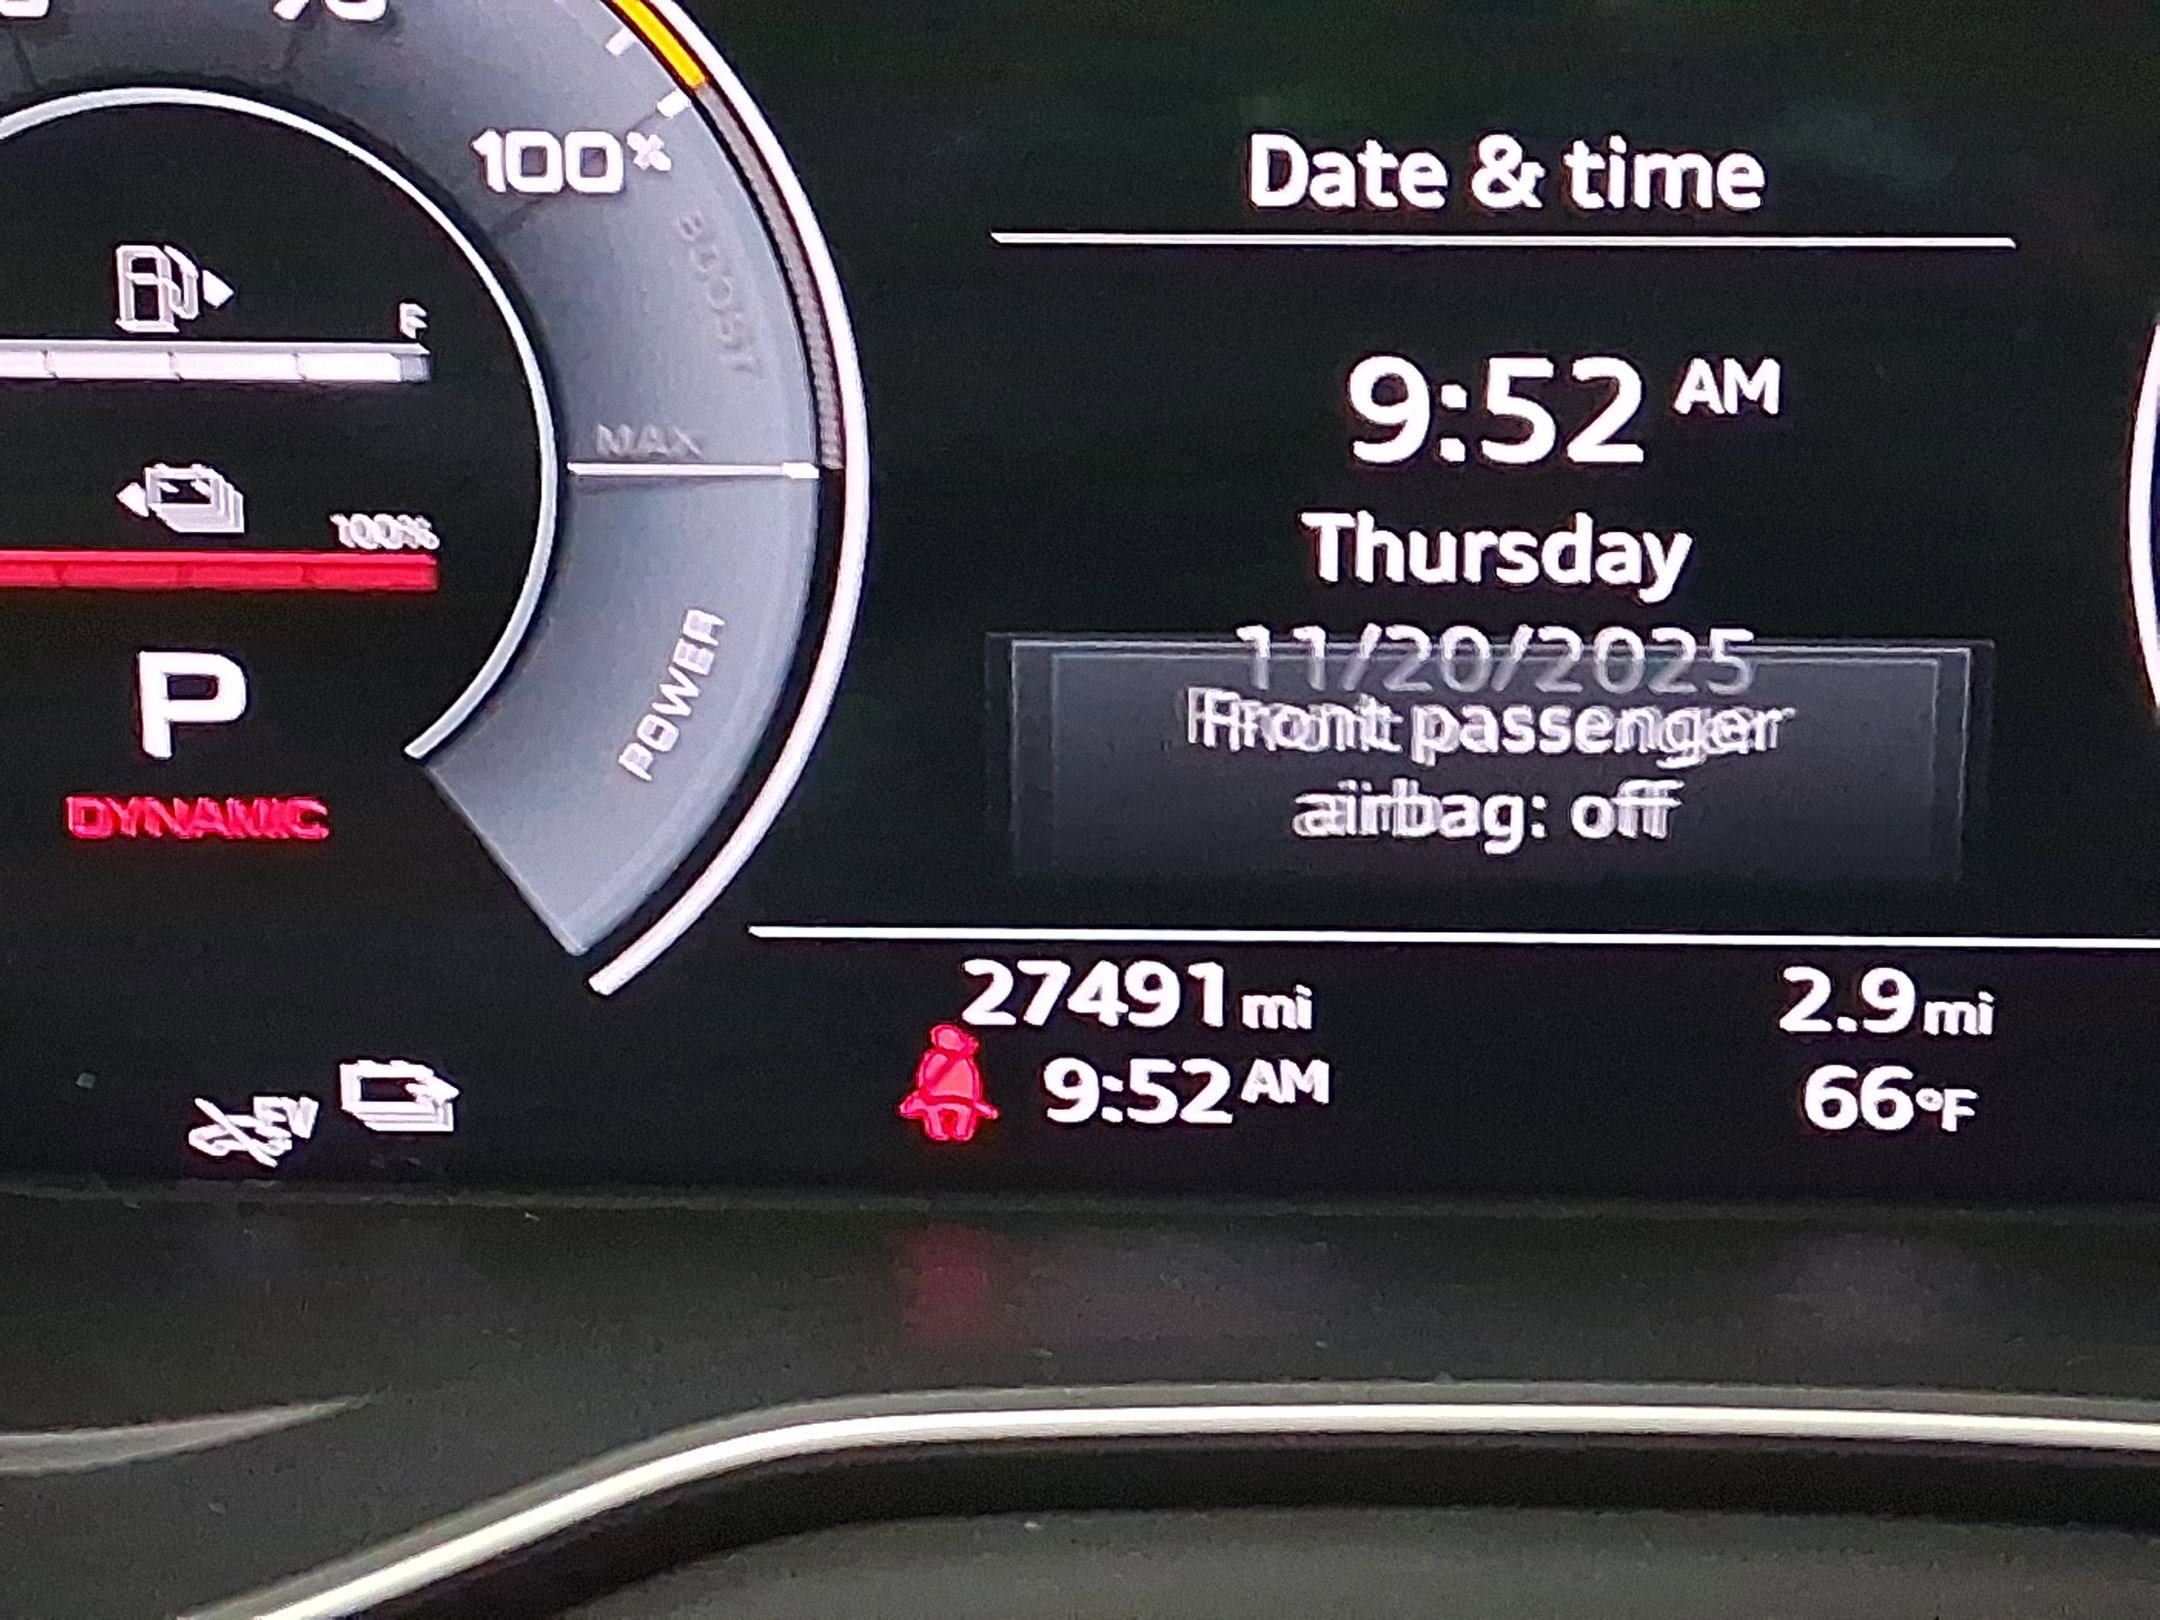 100%
BOOST
MAX
POWER
F
100%
P
DYNAMIC
EV
Date & time
9:52 AM
Thursday
11/20/2025
Front passenger
airbag: off
27491 mi
2.9 mi
9:52 AM
66°F